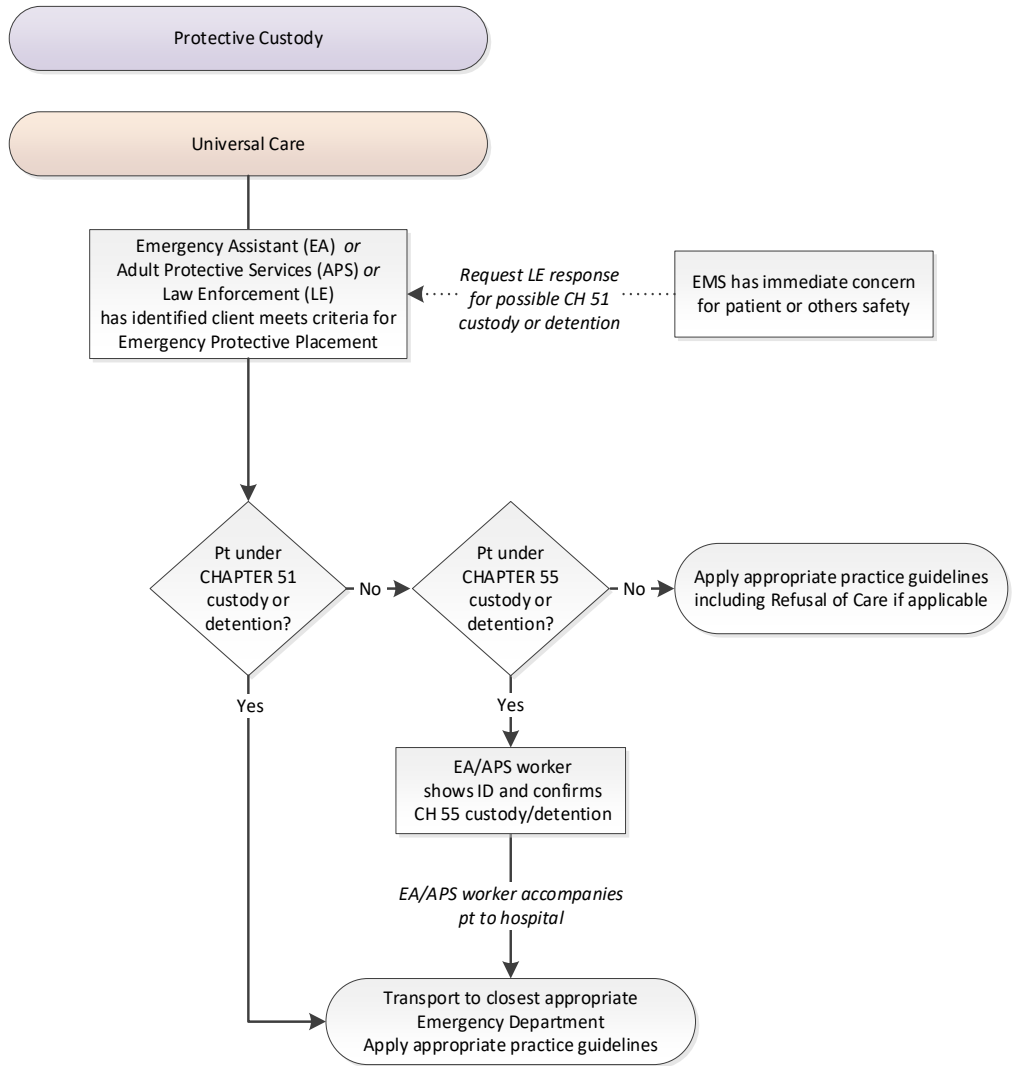 Protective Custody
Universal Care
Emergency Assistant (EA) or
Adult Protective Services (APS) or
Law Enforcement (LE)
has identified client meets criteria for
Emergency Protective Placement
Request LE response
for possible CH 51
custody or detention
EMS has immediate concern
for patient or others safety
Pt under
CHAPTER 51
custody or
detention?
No
Pt under
CHAPTER 55
custody or
detention?
No
Apply appropriate practice guidelines
including Refusal of Care if applicable
Yes
Yes
EA/APS worker
shows ID and confirms
CH 55 custody/detention
EA/APS worker accompanies
pt to hospital
Transport to closest appropriate
Emergency Department
Apply appropriate practice guidelines